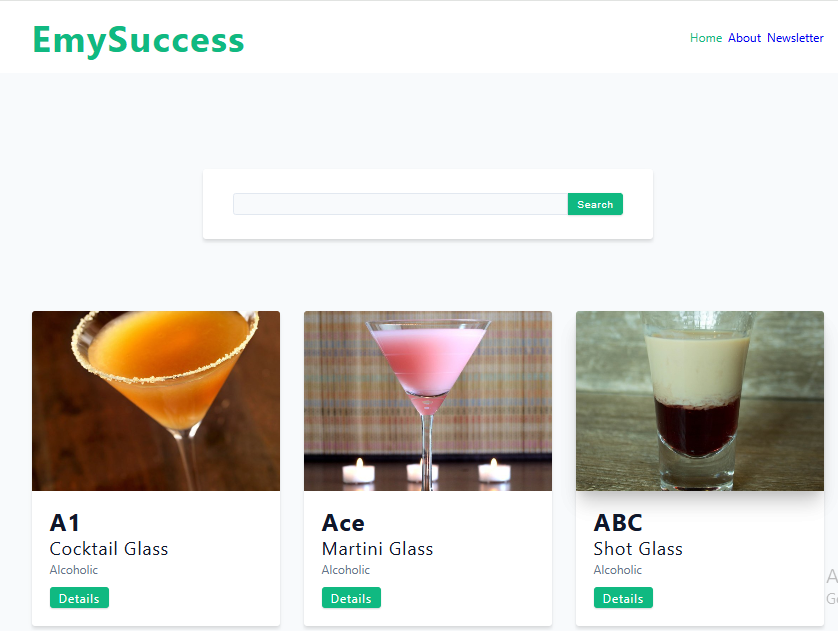 EmySuccess
Home About Newsletter
Search
A1
Cocktail Glass
Alcoholic
Details
Ace
Martini Glass
Alcoholic
Details
ABC
Shot Glass
Alcoholic
Details